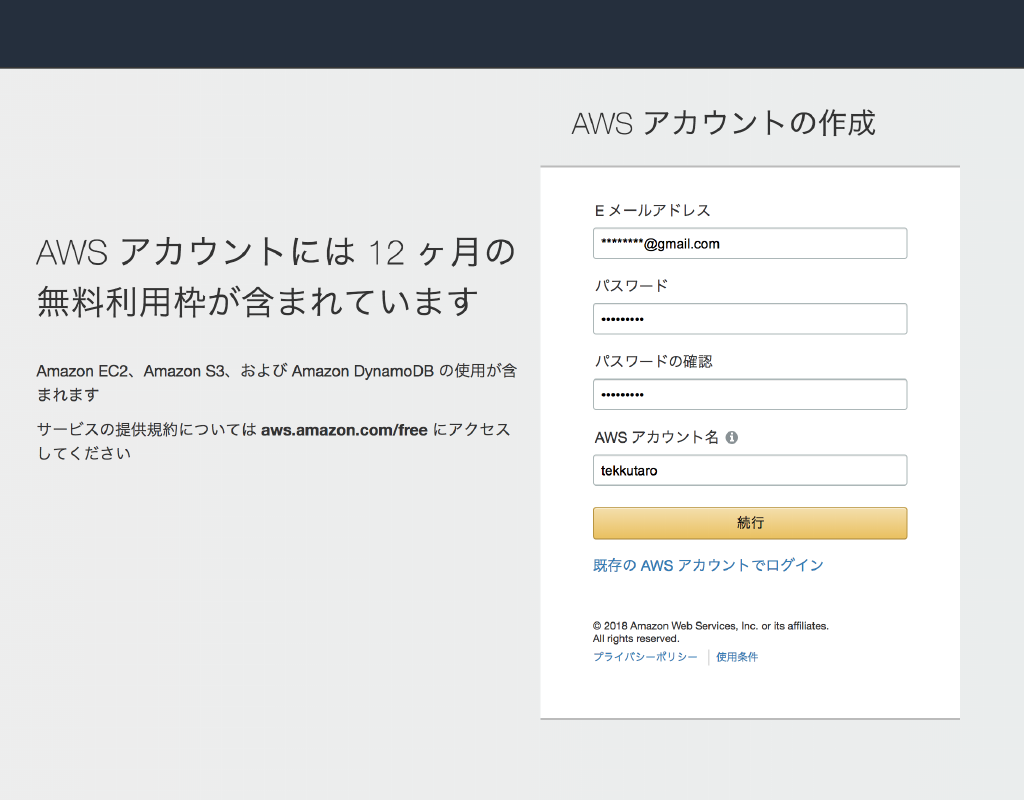 AWS アカウントの作成
AWS アカウントには 12 ヶ月の
無料利用枠が含まれています
Amazon EC2、Amazon S3、および Amazon DynamoDB の使用が含
まれます
サービスの提供規約については aws.amazon.com/free にアクセス
してください
E メールアドレス
********@gmail.com
パスワード
•••••••••
パスワードの確認
•••••••••
AWS アカウント名
tekkutaro
続行
既存の AWS アカウントでログイン
© 2018 Amazon Web Services, Inc. or its affiliates.
All rights reserved.
プライバシーポリシー | 使用条件